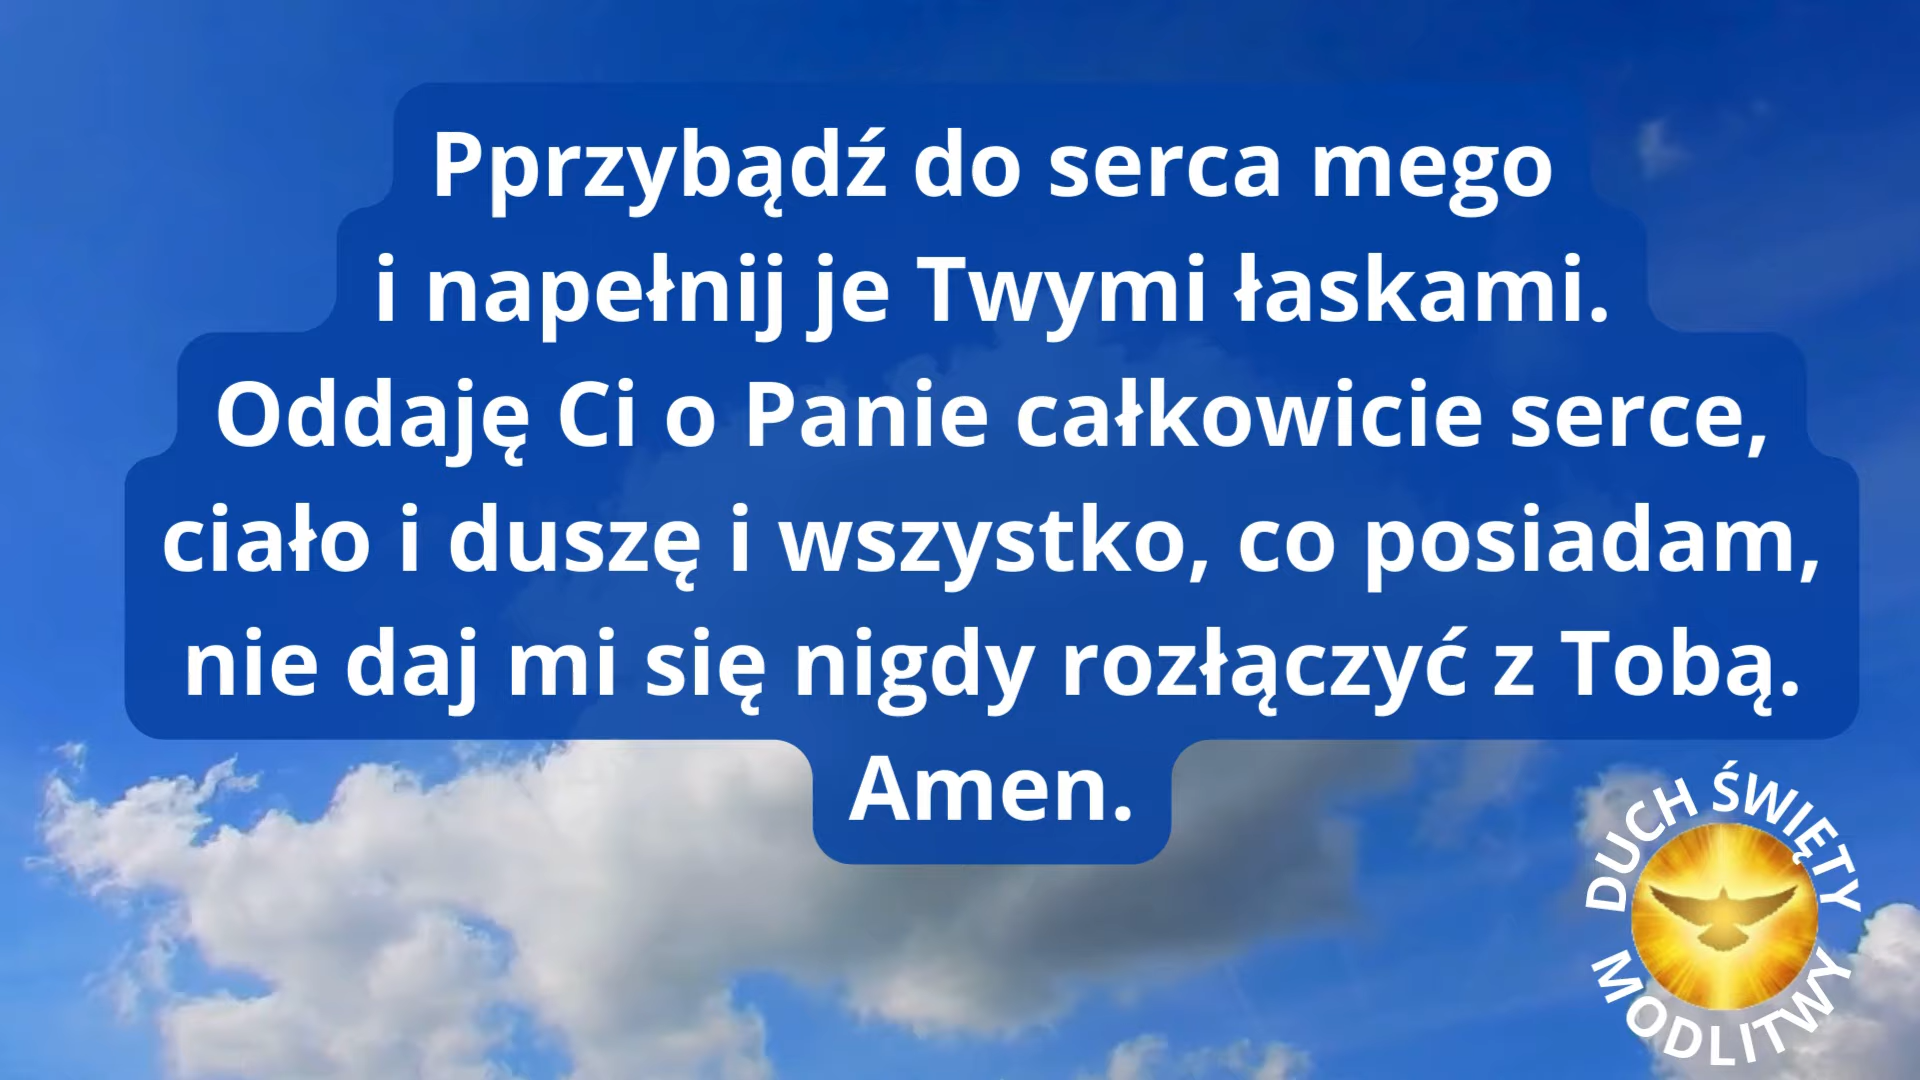 Pprzybądź do serca mego
i napełnij je Twymi łaskami.
Oddaję Ci o Panie całkowicie serce,
ciało i duszę i wszystko, co posiadam,
nie daj mi się nigdy rozłączyć z Tobą.
Amen.
DUCH ŚWIĘTY
MODLITWY